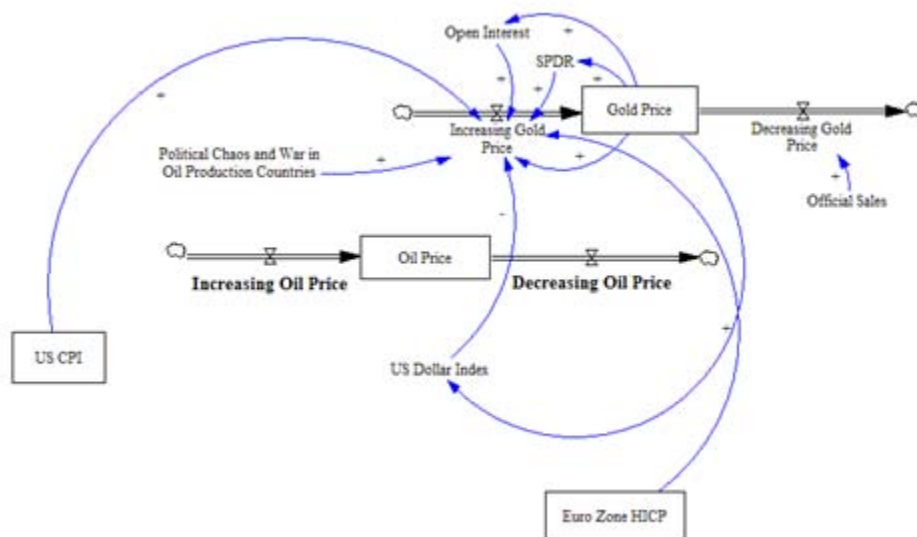 Open Interest
SPDR
Gold Price
Increasing Gold
Price
Decreasing Gold
Price
Political Chaos and War in
Oil Production Countries
Official Sales
Oil Price
Increasing Oil Price
Decreasing Oil Price
US CPI
US Dollar Index
Euro Zone HICP